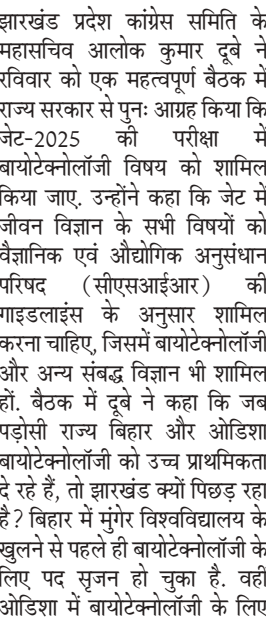 झारखंड प्रदेश कांग्रेस समिति के
महासचिव आलोक कुमार दूबे ने
रविवार को एक महत्वपूर्ण बैठक में
राज्य सरकार से पुनः आग्रह किया कि
जेट-2025 की परीक्षा में
बायोटेक्नोलॉजी विषय को शामिल
किया जाए. उन्होंने कहा कि जेट में
जीवन विज्ञान के सभी विषयों को
वैज्ञानिक एवं औद्योगिक अनुसंधान
परिषद (सीएसआईआर) की
गाइडलाइंस के अनुसार शामिल
करना चाहिए, जिसमें बायोटेक्नोलॉजी
और अन्य संबद्ध विज्ञान भी शामिल
हों. बैठक में दूबे ने कहा कि जब
पड़ोसी राज्य बिहार और ओडिशा
बायोटेक्नोलॉजी को उच्च प्राथमिकता
दे रहे हैं, तो झारखंड क्यों पिछड़ रहा
है? बिहार में मुंगेर विश्वविद्यालय के
खुलने से पहले ही बायोटेक्नोलॉजी के
लिए पद सृजन हो चुका है. वही
ओडिशा में बायोटेक्नोलॉजी के लिए